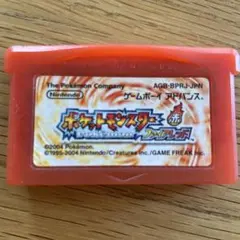 The Pokémon Company AGB-BPRJ-JPN
Nintendo ゲームボーイ アドバンス™
ポケットモンスター
ファイアレッド
©2004 Pokémon.
©1995-2004 Nintendo/Creatures inc./GAME FREAK inc.